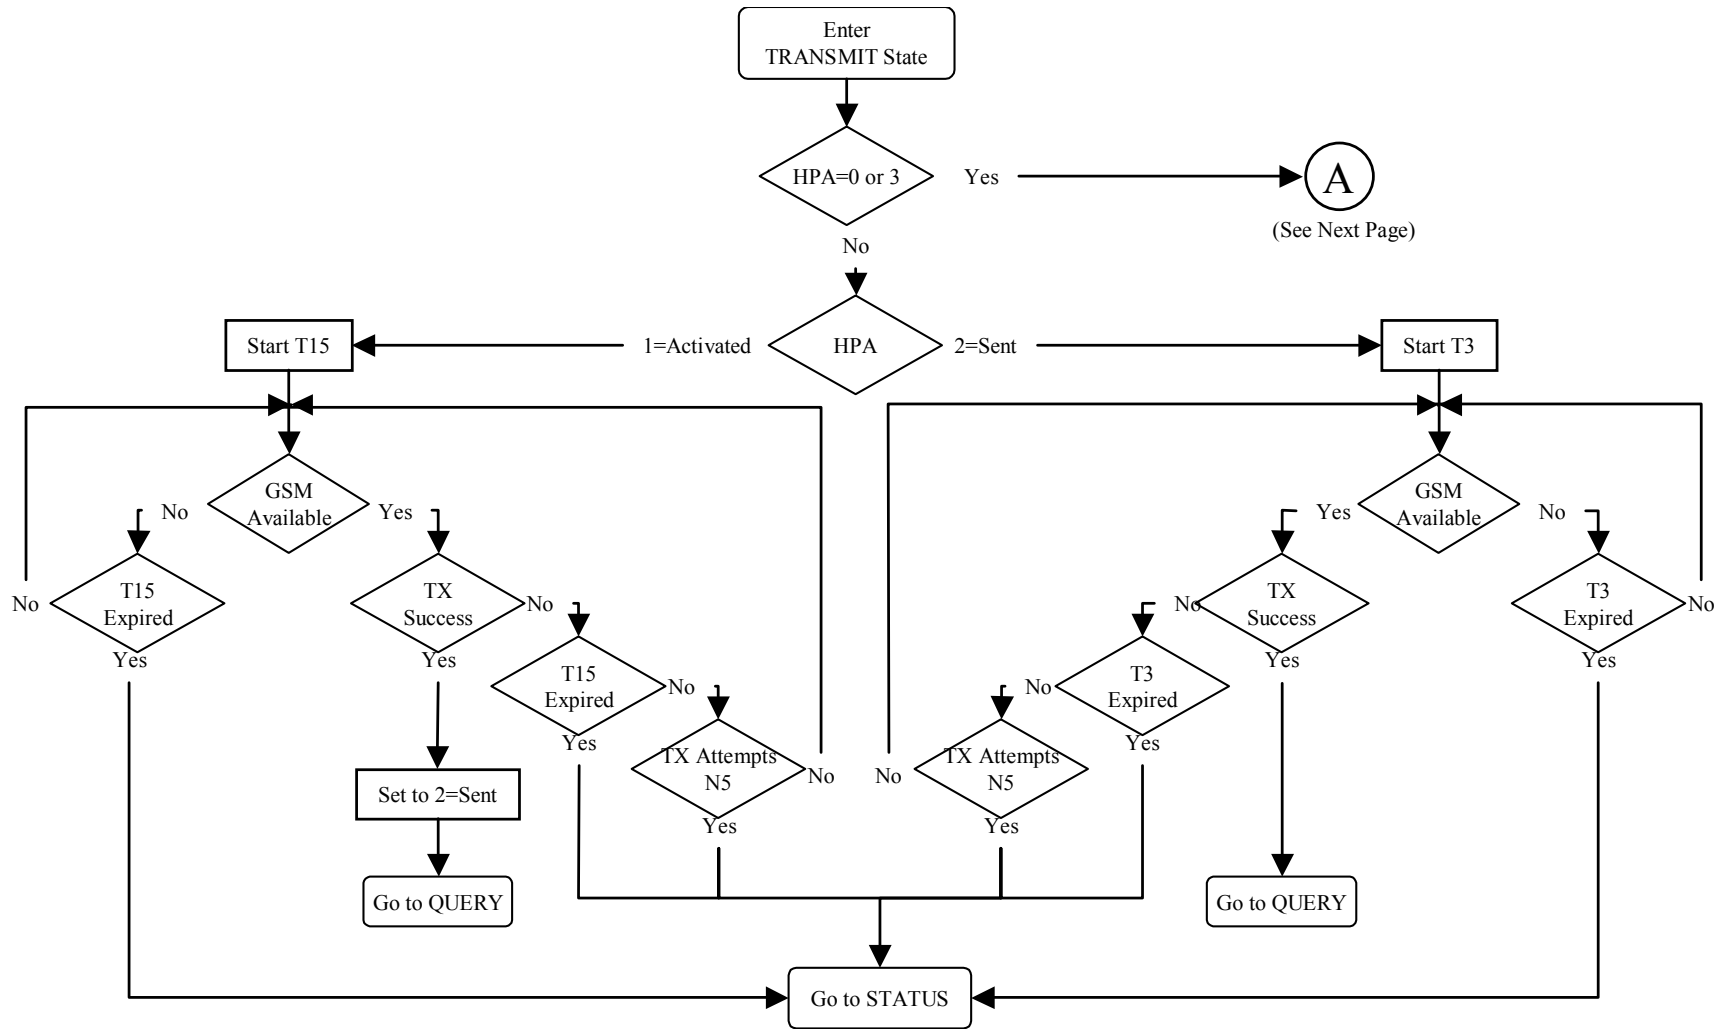 Enter
TRANSMIT State
HPA=0 or 3
Yes
A
(See Next Page)
No
Start T15
1=Activated
HPA
2=Sent
Start T3
GSM
Available
No
Yes
GSM
Available
Yes
No
No
T15
Expired
Yes
TX
Success
No
Yes
T15
Expired
No
Yes
TX Attempts
N5
No
Yes
No
TX
Success
Yes
T3
Expired
No
Yes
No
T3
Expired
Yes
No
TX Attempts
N5
Yes
Set to 2=Sent
Go to QUERY
Go to QUERY
Go to STATUS